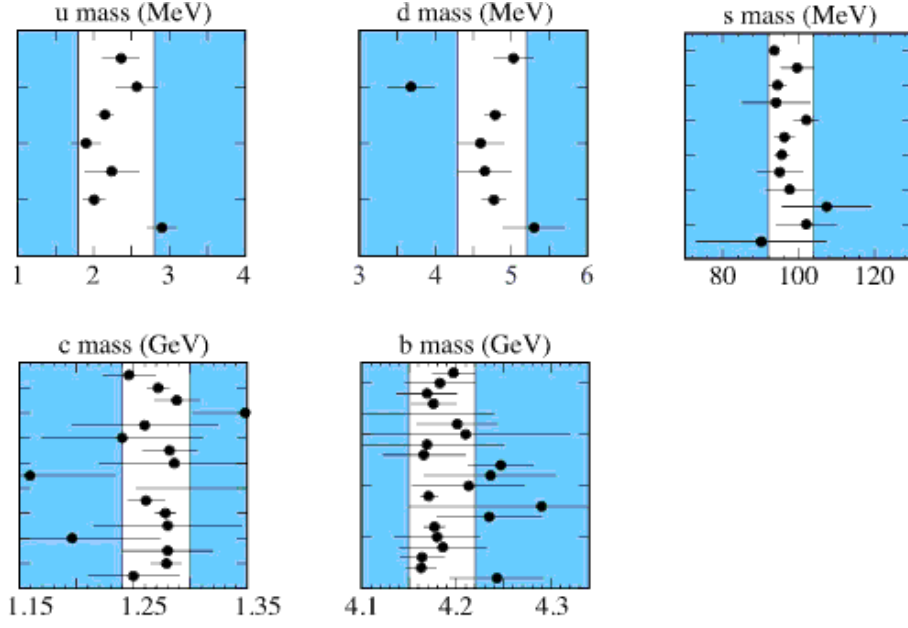 u mass (MeV)
d mass (MeV)
s mass (MeV)
1 2 3 4
3 4 5 6
80 100 120
c mass (GeV)
b mass (GeV)
1.15 1.25 1.35
4.1 4.2 4.3